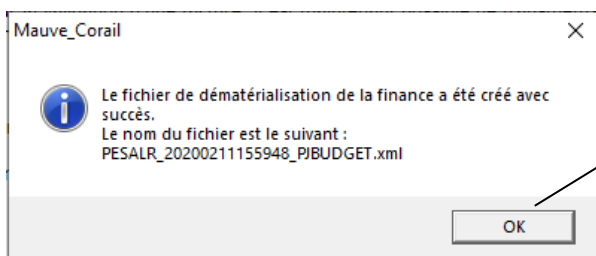 Mauve_Corail
Le fichier de dématérialisation de la finance a été créé avec
succès.
Le nom du fichier est le suivant :
PESALR_20200211155948_PJBUDGET.xml
OK